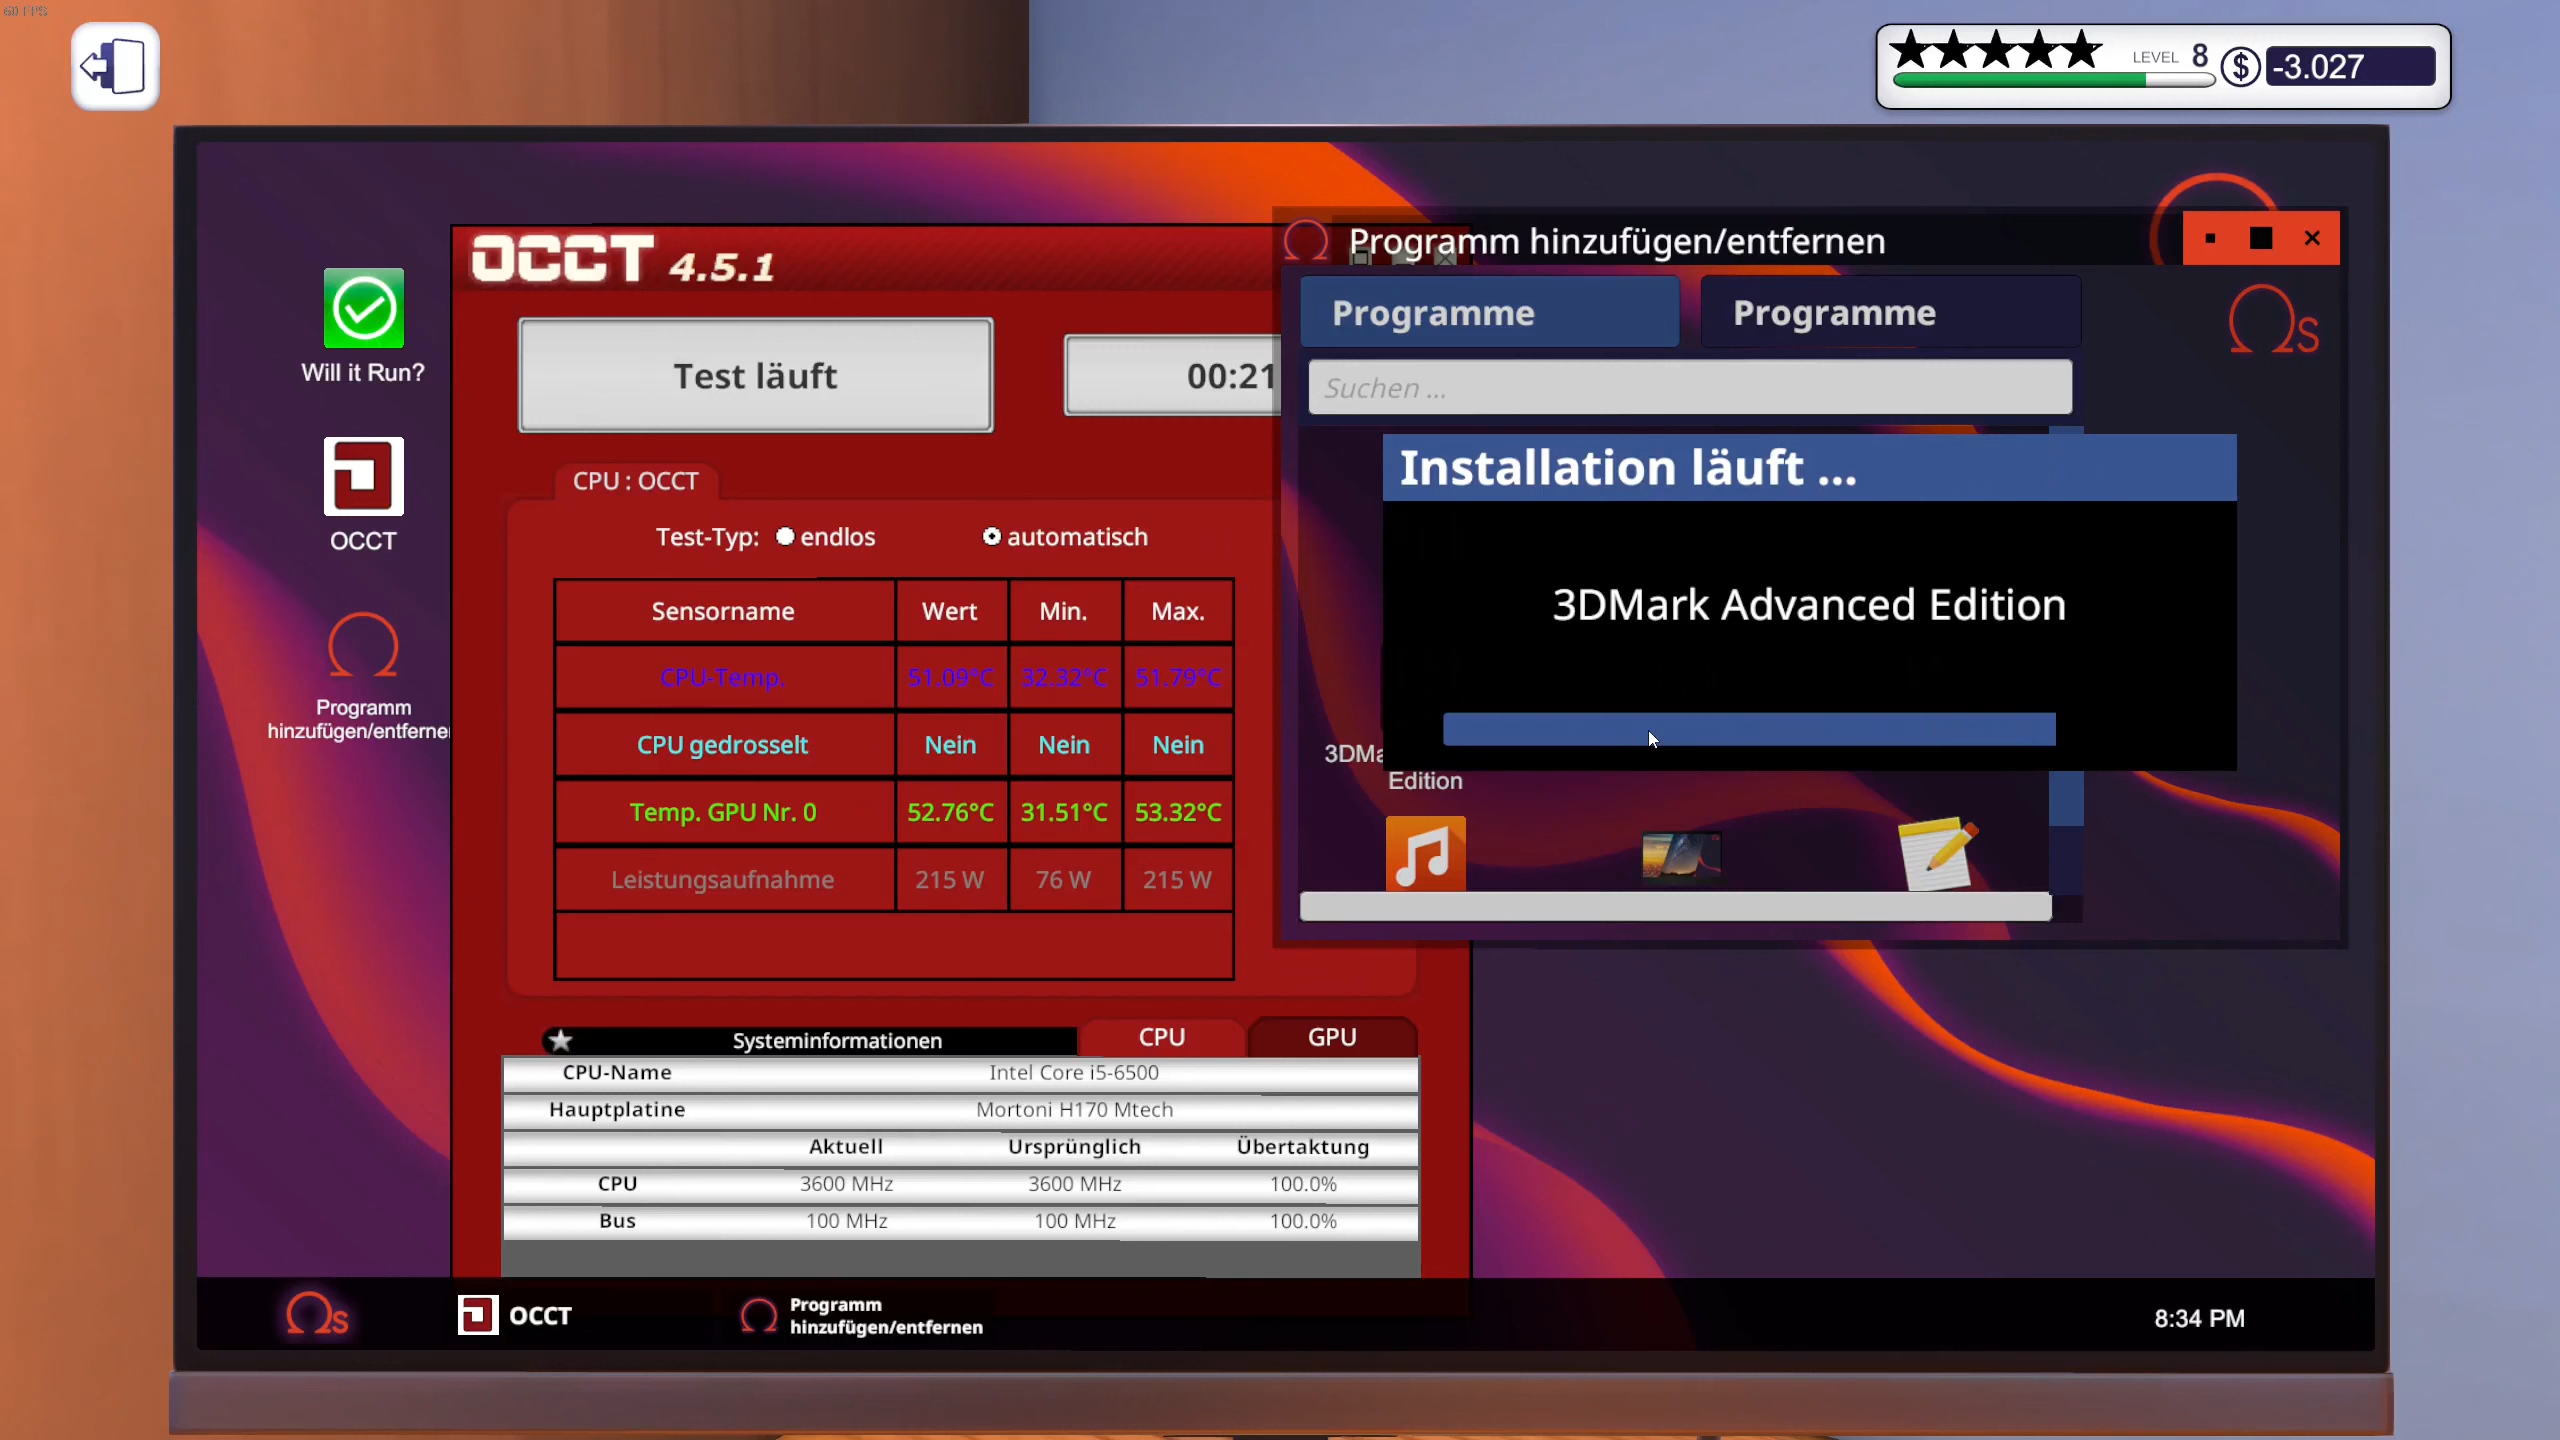 60 FPS
LEVEL 8
-3.027
Will it Run?
OCCT
Programm
hinzufügen/entferne
OCCT 4.5.1
Test läuft
00:21
CPU : OCCT
Test-Typ: endlos automatisch
Sensorname Wert Min. Max.
CPU-Temp. 51.09°C 32.32°C 51.79°C
CPU gedrosselt Nein Nein Nein
Temp. GPU Nr. 0 52.76°C 31.51°C 53.32°C
Leistungsaufnahme 215 W 76 W 215 W
Systeminformationen CPU GPU
CPU-Name Intel Core i5-6500
Hauptplatine Mortoni H170 Mtech
Aktuell Ursprünglich Übertaktung
CPU 3600 MHz 3600 MHz 100.0%
Bus 100 MHz 100 MHz 100.0%
Programm hinzufügen/entfernen
Programme Programme
Suchen ...
Ωs
Installation läuft ...
3DMark Advanced Edition
3DMa
Edition
Ωs
OCCT
Programm
hinzufügen/entfernen
8:34 PM